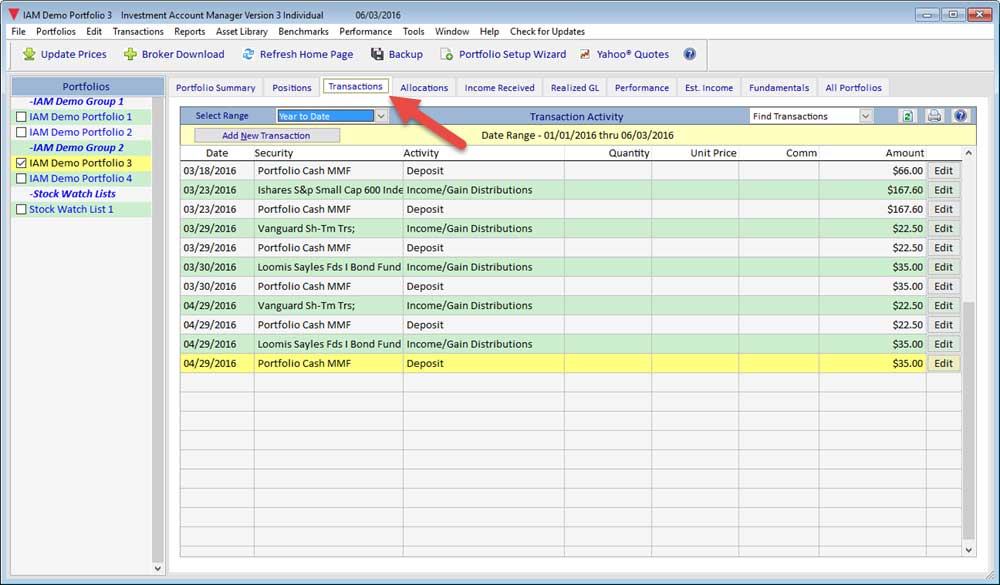 IAM Demo Portfolio 3 Investment Account Manager Version 3 Individual 06/03/2016
File Portfolios Edit Transactions Reports Asset Library Benchmarks Performance Tools Window Help Check for Updates
Update Prices Broker Download Refresh Home Page Backup Portfolio Setup Wizard Yahoo® Quotes ?
Portfolios
-IAM Demo Group 1
IAM Demo Portfolio 1
IAM Demo Portfolio 2
-IAM Demo Group 2
IAM Demo Portfolio 3
IAM Demo Portfolio 4
-Stock Watch Lists
Stock Watch List 1
Portfolio Summary Positions Transactions Allocations Income Received Realized GL Performance Est. Income Fundamentals All Portfolios
Select Range Year to Date Transaction Activity Find Transactions ?
Add New Transaction Date Range - 01/01/2016 thru 06/03/2016
Date Security Activity Quantity Unit Price Comm Amount
03/18/2016 Portfolio Cash MMF Deposit $66.00 Edit
03/23/2016 Ishares S&p Small Cap 600 Inde Income/Gain Distributions $167.60 Edit
03/23/2016 Portfolio Cash MMF Deposit $167.60 Edit
03/29/2016 Vanguard Sh-Tm Trs; Income/Gain Distributions $22.50 Edit
03/29/2016 Portfolio Cash MMF Deposit $22.50 Edit
03/30/2016 Loomis Sayles Fds I Bond Fund Income/Gain Distributions $35.00 Edit
03/30/2016 Portfolio Cash MMF Deposit $35.00 Edit
04/29/2016 Vanguard Sh-Tm Trs; Income/Gain Distributions $22.50 Edit
04/29/2016 Portfolio Cash MMF Deposit $22.50 Edit
04/29/2016 Loomis Sayles Fds I Bond Fund Income/Gain Distributions $35.00 Edit
04/29/2016 Portfolio Cash MMF Deposit $35.00 Edit